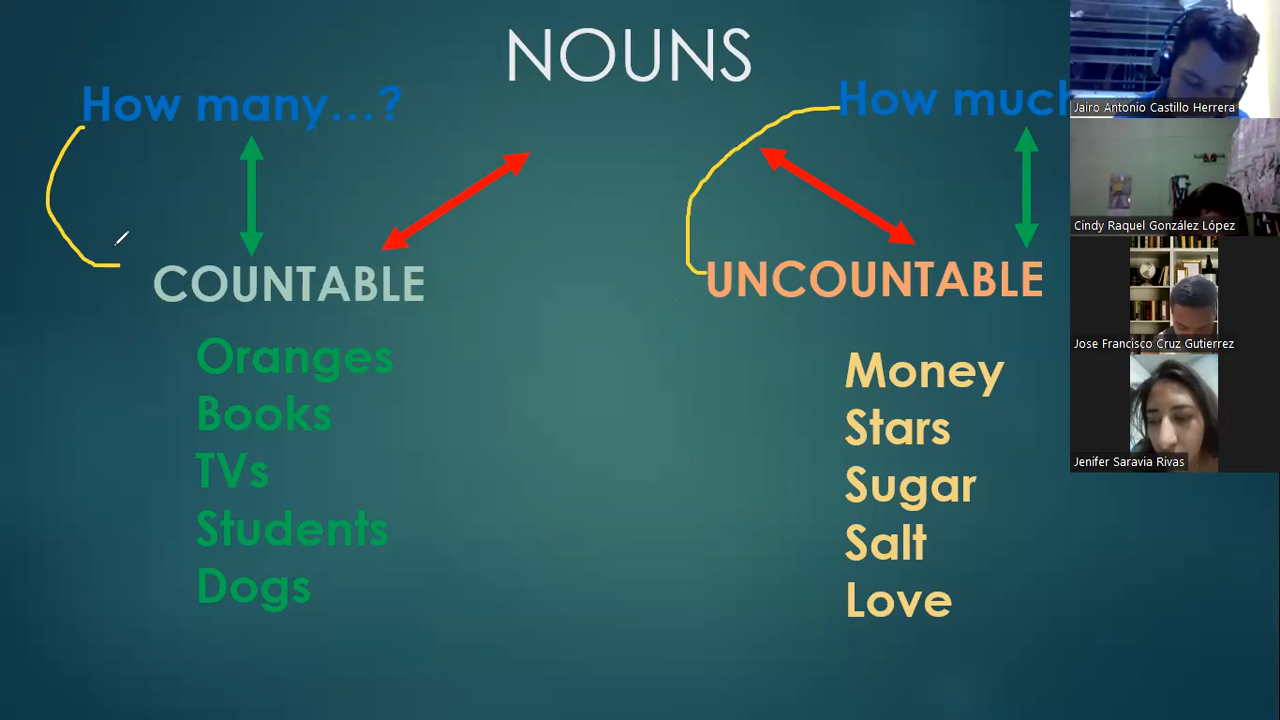 NOUNS
How many...?
How much
COUNTABLE
UNCOUNTABLE
Oranges
Books
TVs
Students
Dogs
Money
Stars
Sugar
Salt
Love
Jairo Antonio Castillo Herrera
Cindy Raquel González López
Jose Francisco Cruz Gutierrez
Jenifer Saravia Rivas